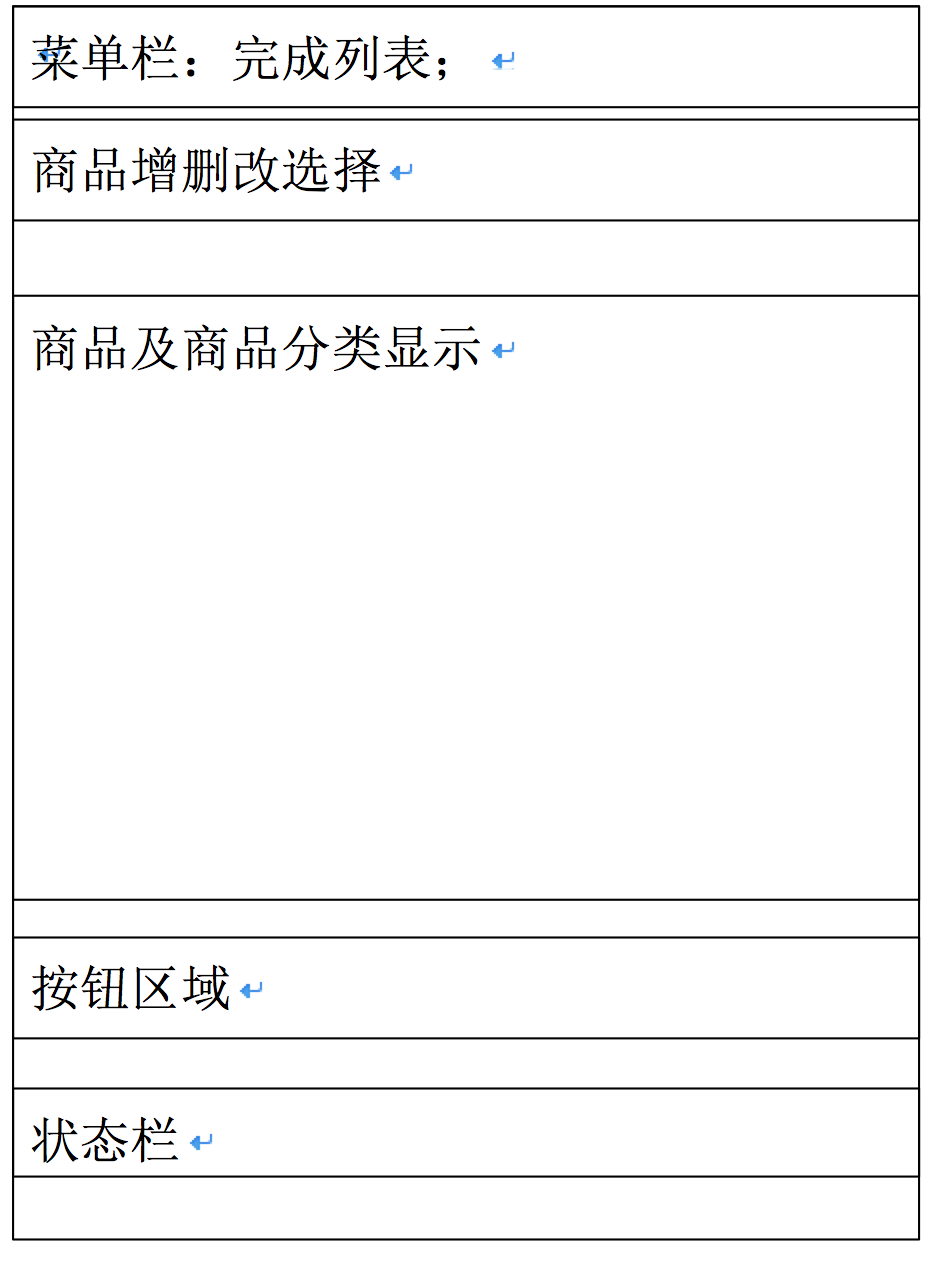 菜单栏：完成列表；
商品增删改选择
商品及商品分类显示
按钮区域
状态栏